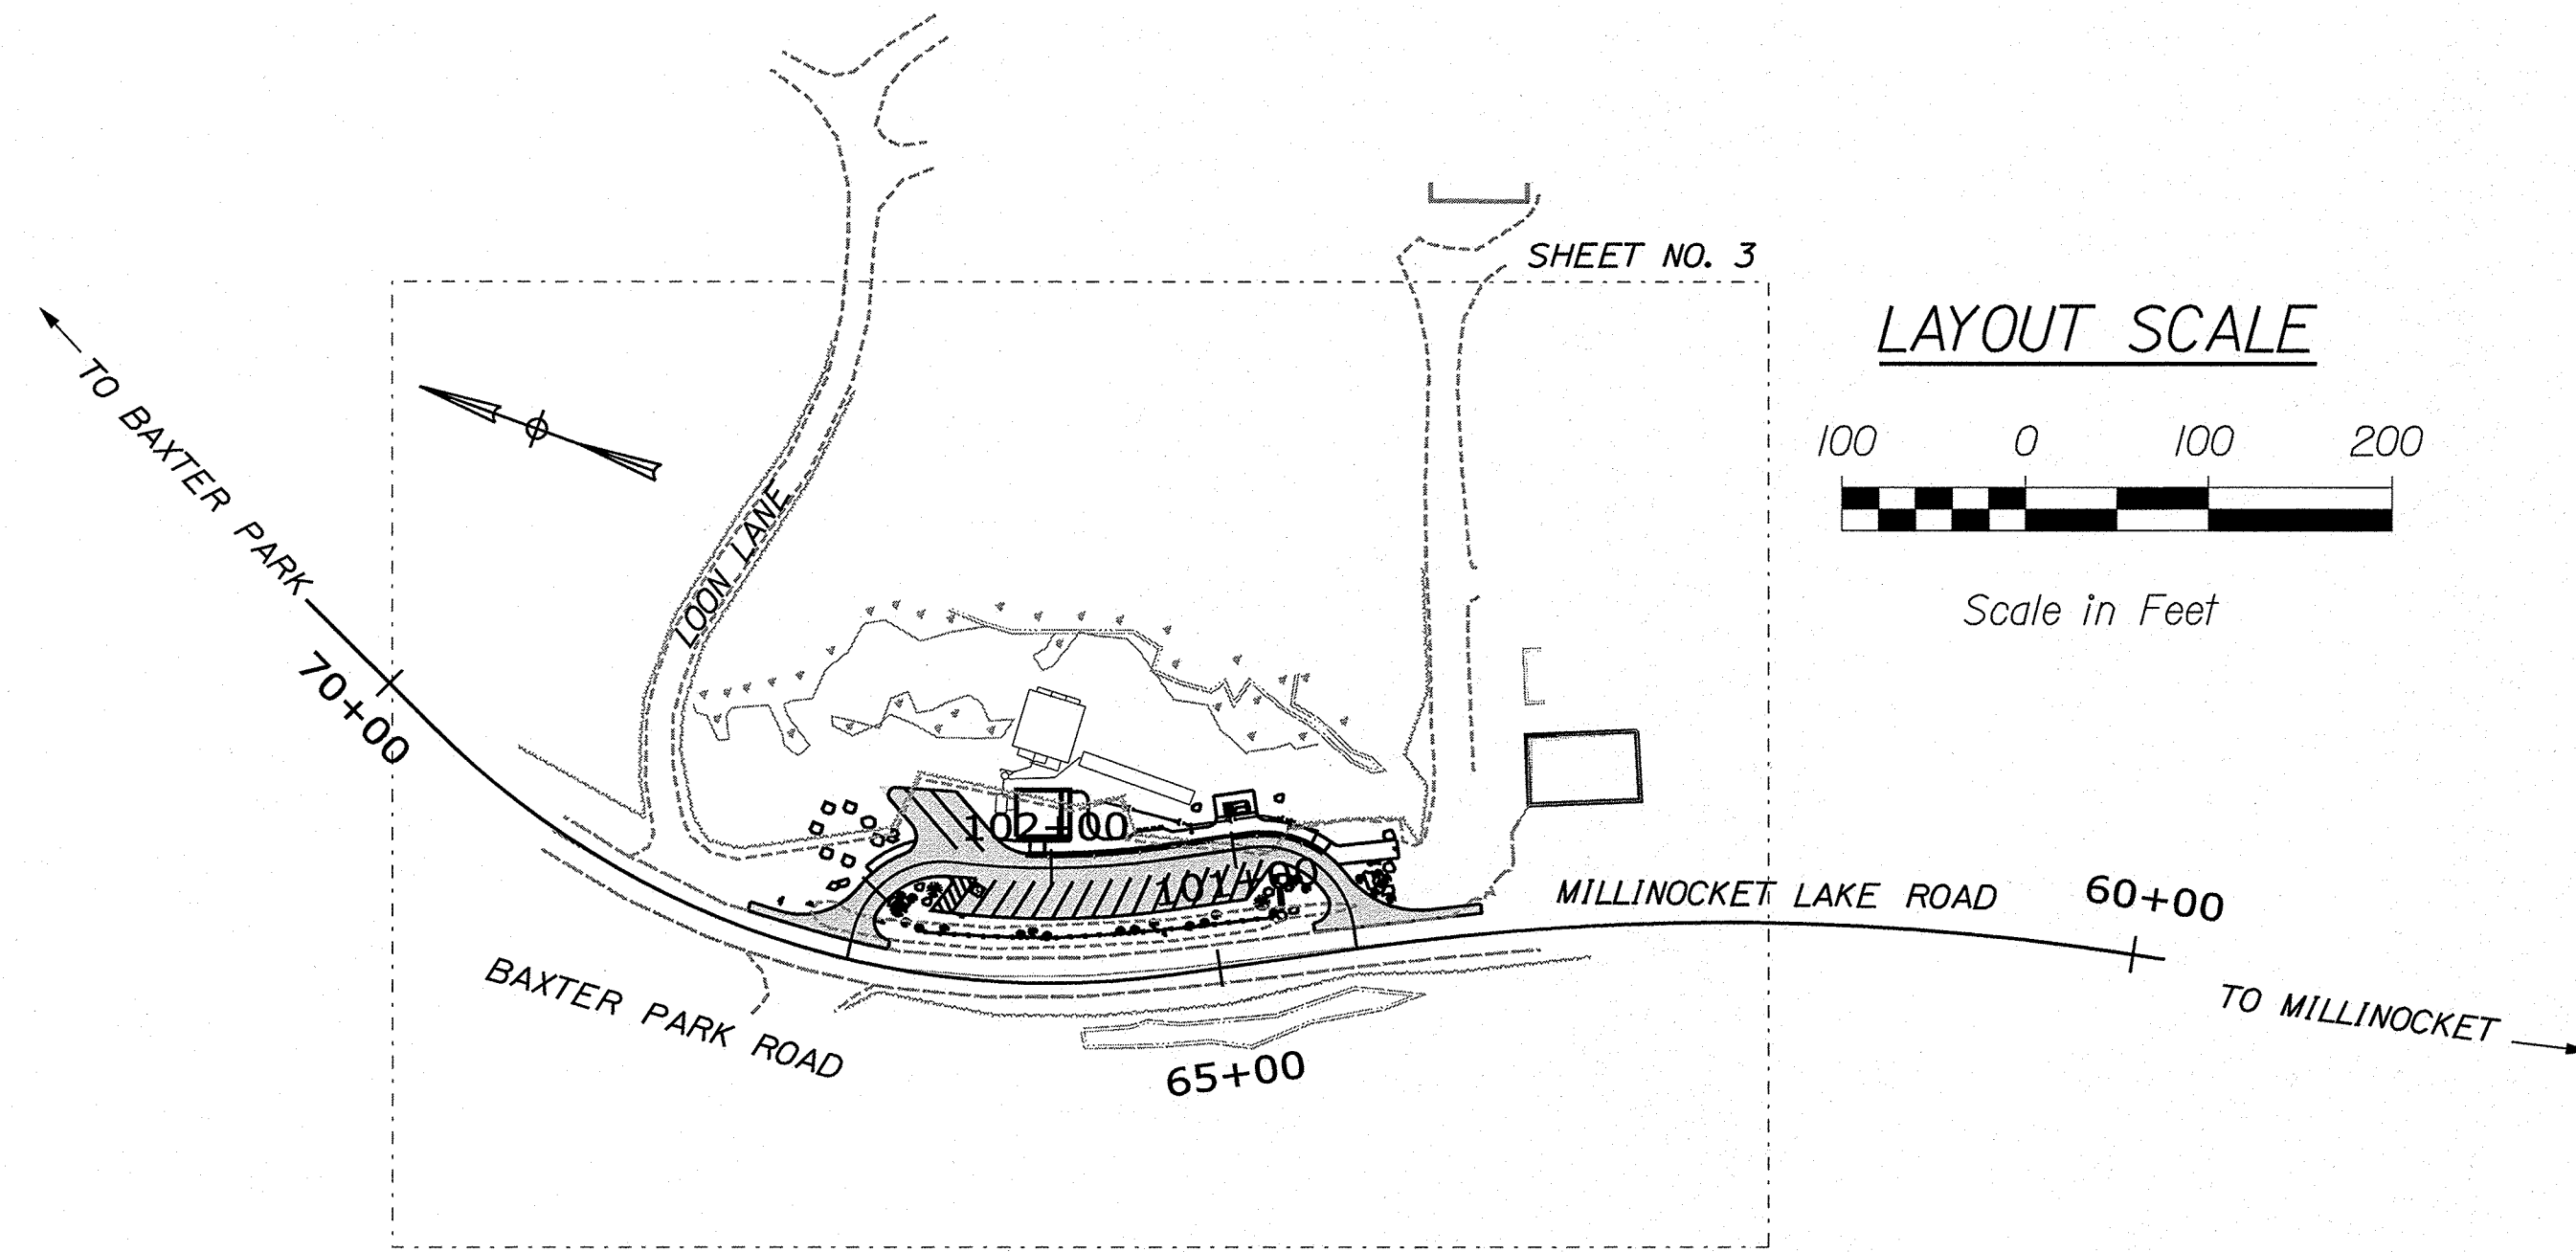 SHEET NO. 3
LAYOUT SCALE
100 0 100 200
Scale in Feet
TO BAXTER PARK
LOON LANE
70+00
102+00
101+00
MILLINOCKET LAKE ROAD
60+00
BAXTER PARK ROAD
TO MILLINOCKET
65+00